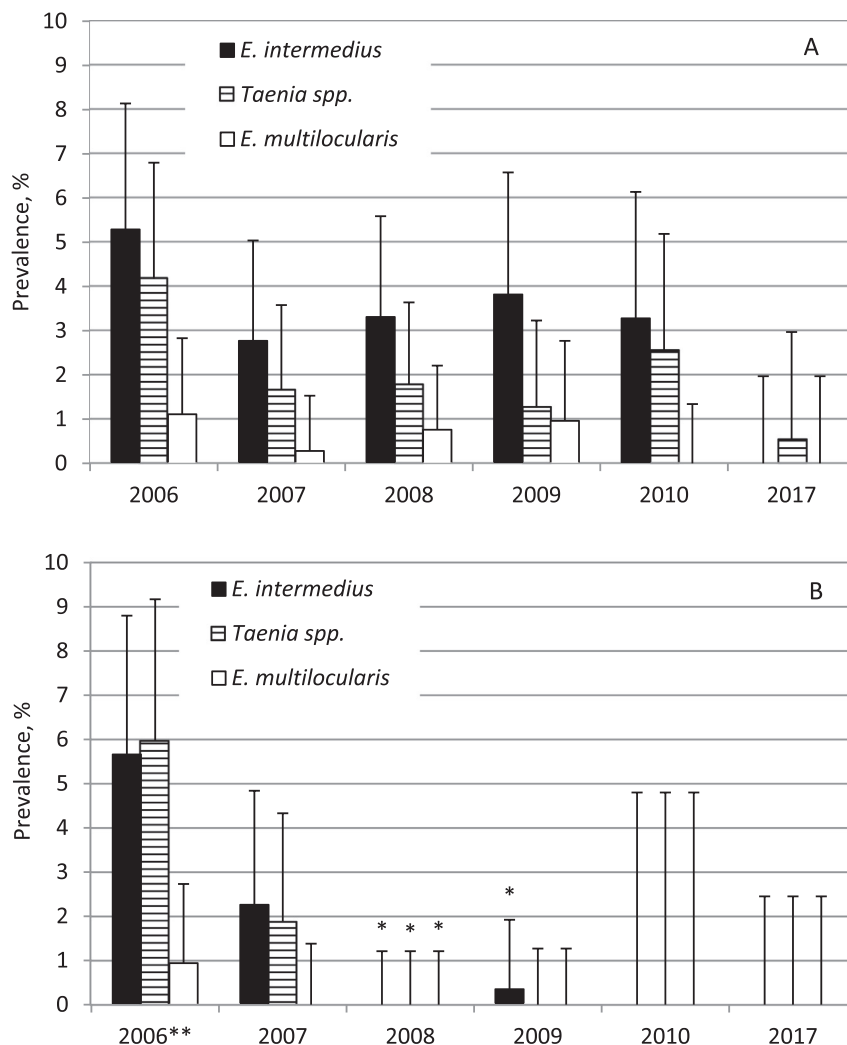 A
E. intermedius
Taenia spp.
E. multilocularis
Prevalence, %
10
9
8
7
6
5
4
3
2
1
0
2006 2007 2008 2009 2010 2017
B
E. intermedius
Taenia spp.
E. multilocularis
Prevalence, %
10
9
8
7
6
5
4
3
2
1
0
* * * *
2006** 2007 2008 2009 2010 2017